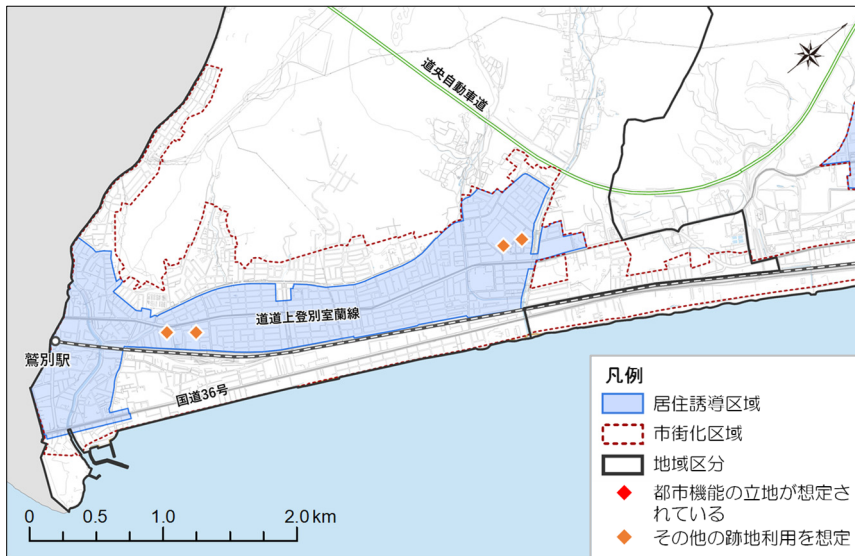 道央自動車道
道道上登別室蘭線
鷲別駅
国道36号
凡例
居住誘導区域
市街化区域
地域区分
都市機能の立地が想定さ
れている
その他の跡地利用を想定
0 0.5 1.0 2.0 km